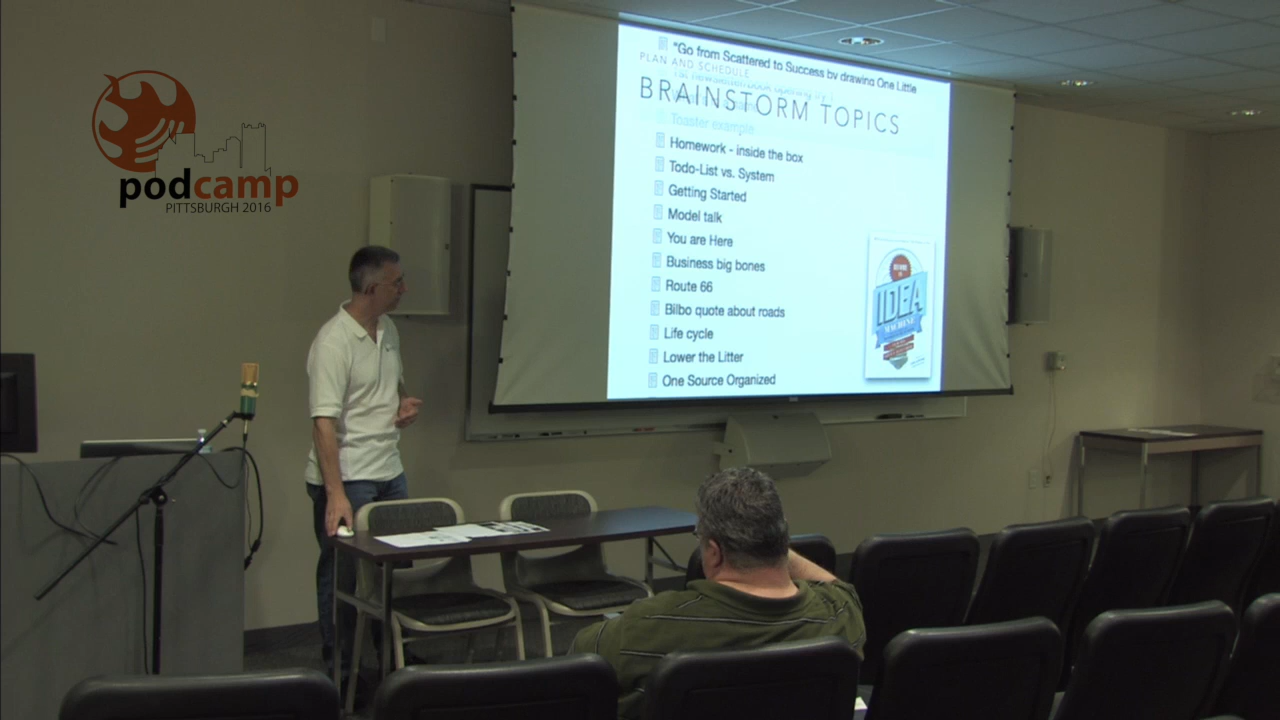 podcamp
PITTSBURGH 2016
"Go from Scattered to Success by drawing One Little
PLAN AND SCHEDULE
BRAINSTORM TOPICS
Toaster example
Homework - inside the box
Todo-List vs. System
Getting Started
Model talk
You are Here
Business big bones
Route 66
Bilbo quote about roads
Life cycle
Lower the Litter
One Source Organized
IDEA
MACHINE